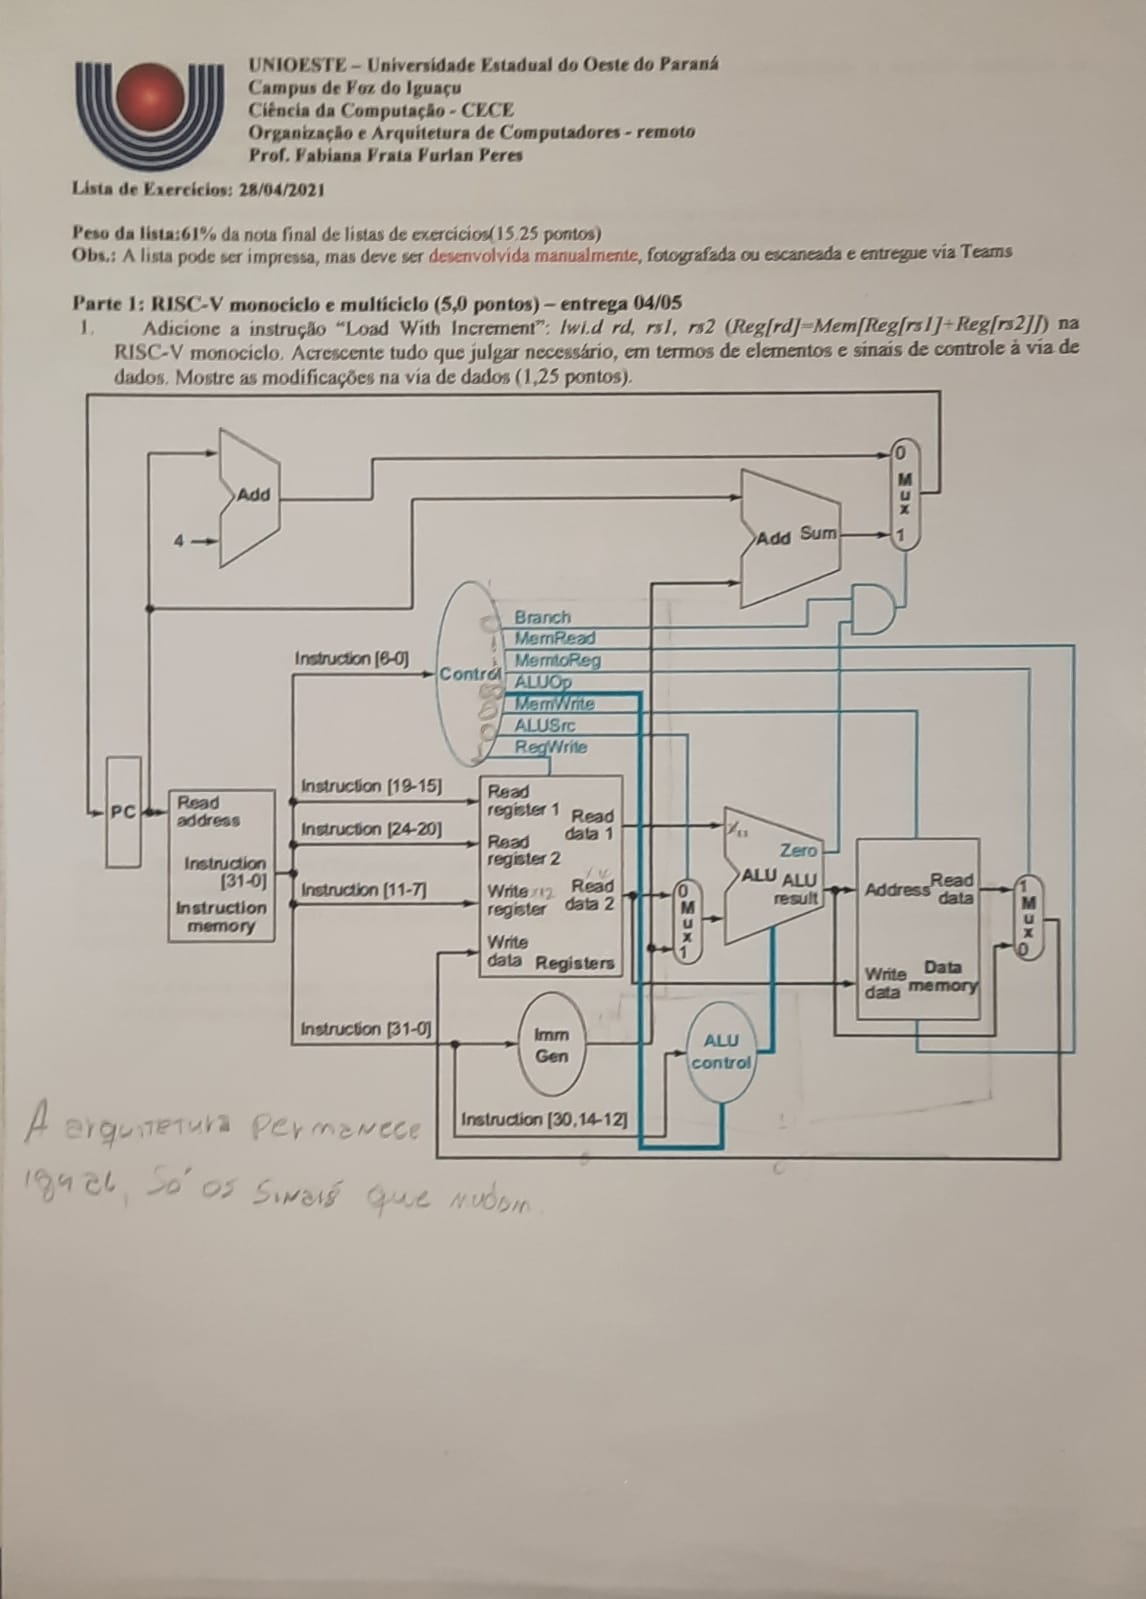 UNIOESTE – Universidade Estadual do Oeste do Paraná
Campus de Foz do Iguaçu
Ciência da Computação - CECE
Organização e Arquitetura de Computadores - remoto
Prof. Fabiana Frata Furlan Peres
Lista de Exercícios: 28/04/2021
Peso da lista:61% da nota final de listas de exercícios(15,25 pontos)
Obs.: A lista pode ser impressa, mas deve ser desenvolvida manualmente, fotografada ou escaneada e entregue via Teams
Parte 1: RISC-V monociclo e multiciclo (5,0 pontos) – entrega 04/05
1. Adicione a instrução “Load With Increment”: lwi.d rd, rs1, rs2 (Reg[rd]=Mem[Reg[rs1]+Reg[rs2]]) na
RISC-V monociclo. Acrescente tudo que julgar necessário, em termos de elementos e sinais de controle à via de
dados. Mostre as modificações na via de dados (1,25 pontos).
0
Mux
1
Add
4
Add Sum
Branch
MemRead
MemtoReg
ALUOp
MemWrite
ALUSrc
RegWrite
Instruction [6-0]
Control
PC
Read
address
Instruction
[31-0]
Instruction
memory
Instruction [19-15]
Instruction [24-20]
Instruction [11-7]
Read
register 1
Read
data 1
Read
register 2
Write
register
Read
data 2
Write
data Registers
0
Mux
1
Zero
ALU ALU
result
Address
Read
data
Write
data
Data
memory
1
Mux
0
Instruction [31-0]
Imm
Gen
ALU
control
Instruction [30,14-12]
A arquitetura permanece
igual, só os sinais que mudam.